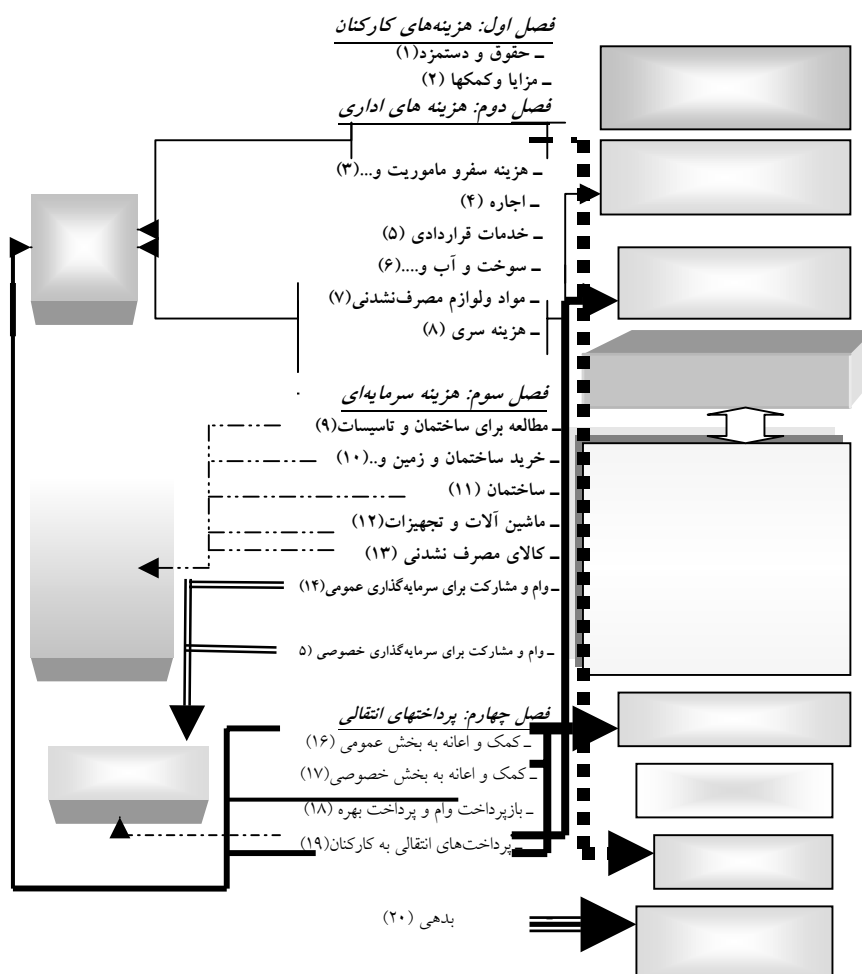 فصل اول: هزینه‌های کارکنان
ـ حقوق و دستمزد(۱)
ـ مزایا وکمکها (۲)
فصل دوم: هزینه های اداری
ـ هزینه سفرو ماموریت و...(۳)
ـ اجاره (۴)
ـ خدمات قراردادی (۵)
ـ سوخت و آب و....(۶)
ـ مواد ولوازم مصرف‌نشدنی(۷)
ـ هزینه سری (۸)
فصل سوم: هزینه سرمایه‌ای
ـ مطالعه برای ساختمان و تاسیسات(۹)
ـ خرید ساختمان و زمین و..(۱۰)
ـ ساختمان (۱۱)
ـ ماشین آلات و تجهیزات(۱۲)
ـ کالای مصرف نشدنی (۱۳)
ـ وام و مشارکت برای سرمایه‌گذاری عمومی(۱۴)
ـ وام و مشارکت برای سرمایه‌گذاری خصوصی (۵
فصل چهارم: پرداختهای انتقالی
ـ کمک و اعانه به بخش عمومی (۱۶)
ـ کمک و اعانه به بخش خصوصی(۱۷)
ـ بازپرداخت وام و پرداخت بهره (۱۸)
ـ پرداخت‌های انتقالی به کارکنان(۱۹)
بدهی (۲۰)